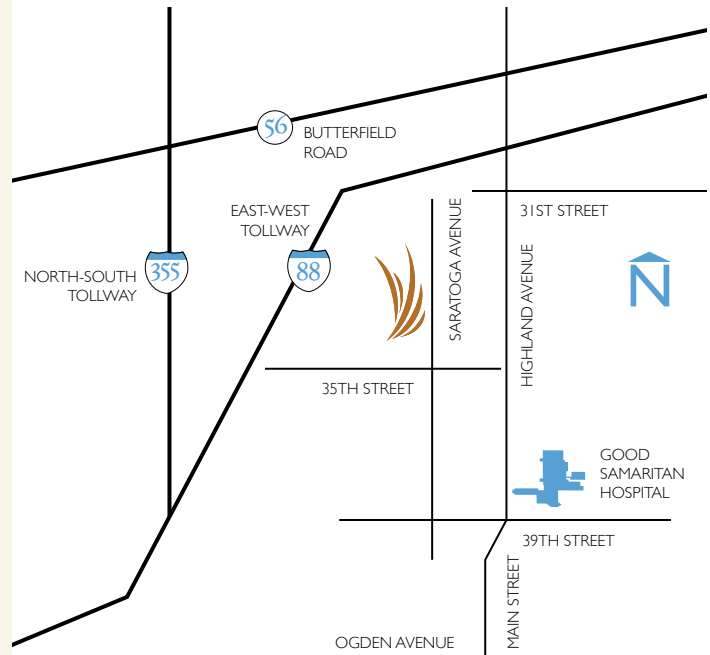 56
BUTTERFIELD
ROAD
EAST-WEST
TOLLWAY
31ST STREET
SARATOGA AVENUE
HIGHLAND AVENUE
NORTH-SOUTH
TOLLWAY
355
88
N
35TH STREET
GOOD
SAMARITAN
HOSPITAL
39TH STREET
MAIN STREET
OGDEN AVENUE